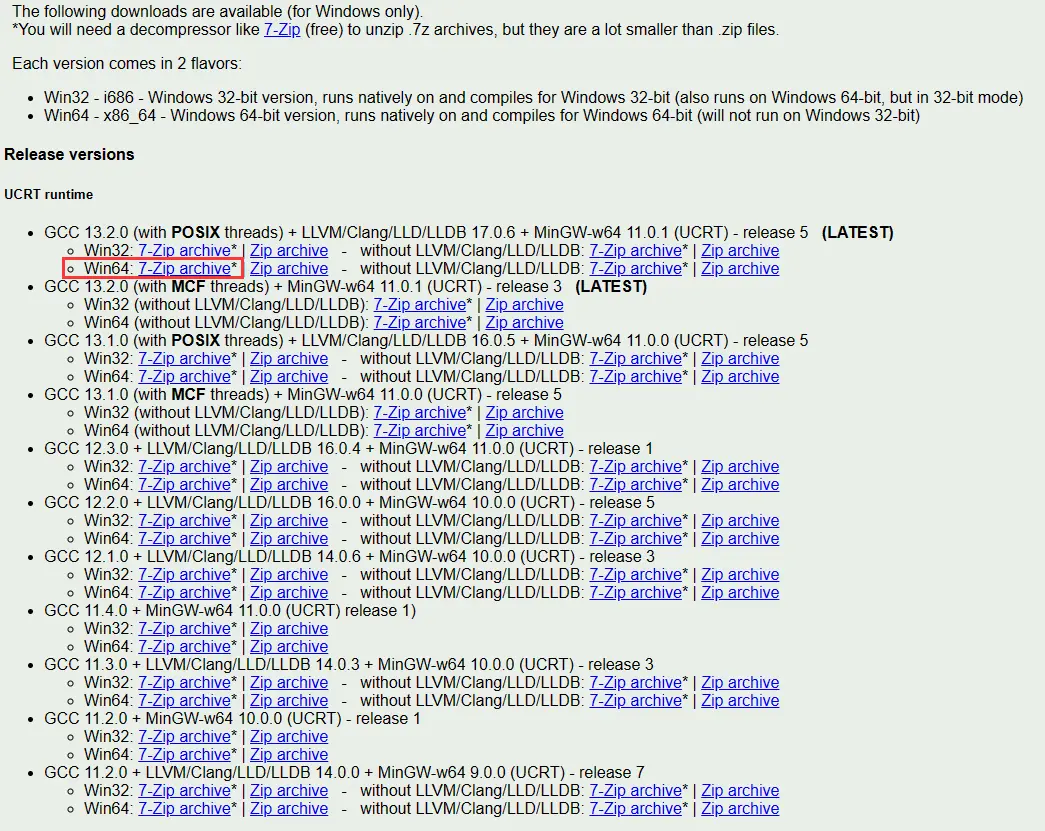 The following downloads are available (for Windows only).
*You will need a decompressor like 7-Zip (free) to unzip .7z archives, but they are a lot smaller than .zip files.
Each version comes in 2 flavors:
Win32 - i686 - Windows 32-bit version, runs natively on and compiles for Windows 32-bit (also runs on Windows 64-bit, but in 32-bit mode)
Win64 - x86_64 - Windows 64-bit version, runs natively on and compiles for Windows 64-bit (will not run on Windows 32-bit)
Release versions
UCRT runtime
GCC 13.2.0 (with POSIX threads) + LLVM/Clang/LLD/LLDB 17.0.6 + MinGW-w64 11.0.1 (UCRT) - release 5 (LATEST)
Win32: 7-Zip archive* | Zip archive - without LLVM/Clang/LLD/LLDB: 7-Zip archive* | Zip archive
Win64: 7-Zip archive* Zip archive - without LLVM/Clang/LLD/LLDB: 7-Zip archive* | Zip archive
GCC 13.2.0 (with MCF threads) + MinGW-w64 11.0.1 (UCRT) - release 3 (LATEST)
Win32 (without LLVM/Clang/LLD/LLDB): 7-Zip archive* | Zip archive
Win64 (without LLVM/Clang/LLD/LLDB): 7-Zip archive* | Zip archive
GCC 13.1.0 (with POSIX threads) + LLVM/Clang/LLD/LLDB 16.0.5 + MinGW-w64 11.0.0 (UCRT) - release 5
Win32: 7-Zip archive* | Zip archive - without LLVM/Clang/LLD/LLDB: 7-Zip archive* | Zip archive
Win64: 7-Zip archive* | Zip archive - without LLVM/Clang/LLD/LLDB: 7-Zip archive* | Zip archive
GCC 13.1.0 (with MCF threads) + MinGW-w64 11.0.0 (UCRT) - release 5
Win32 (without LLVM/Clang/LLD/LLDB): 7-Zip archive* | Zip archive
Win64 (without LLVM/Clang/LLD/LLDB): 7-Zip archive* | Zip archive
GCC 12.3.0 + LLVM/Clang/LLD/LLDB 16.0.4 + MinGW-w64 11.0.0 (UCRT) - release 1
Win32: 7-Zip archive* | Zip archive - without LLVM/Clang/LLD/LLDB: 7-Zip archive* | Zip archive
Win64: 7-Zip archive* | Zip archive - without LLVM/Clang/LLD/LLDB: 7-Zip archive* | Zip archive
GCC 12.2.0 + LLVM/Clang/LLD/LLDB 16.0.0 + MinGW-w64 10.0.0 (UCRT) - release 5
Win32: 7-Zip archive* | Zip archive - without LLVM/Clang/LLD/LLDB: 7-Zip archive* | Zip archive
Win64: 7-Zip archive* | Zip archive - without LLVM/Clang/LLD/LLDB: 7-Zip archive* | Zip archive
GCC 12.1.0 + LLVM/Clang/LLD/LLDB 14.0.6 + MinGW-w64 10.0.0 (UCRT) - release 3
Win32: 7-Zip archive* | Zip archive - without LLVM/Clang/LLD/LLDB: 7-Zip archive* | Zip archive
Win64: 7-Zip archive* | Zip archive - without LLVM/Clang/LLD/LLDB: 7-Zip archive* | Zip archive
GCC 11.4.0 + MinGW-w64 11.0.0 (UCRT) release 1)
Win32: 7-Zip archive* | Zip archive
Win64: 7-Zip archive* | Zip archive
GCC 11.3.0 + LLVM/Clang/LLD/LLDB 14.0.3 + MinGW-w64 10.0.0 (UCRT) - release 3
Win32: 7-Zip archive* | Zip archive - without LLVM/Clang/LLD/LLDB: 7-Zip archive* | Zip archive
Win64: 7-Zip archive* | Zip archive - without LLVM/Clang/LLD/LLDB: 7-Zip archive* | Zip archive
GCC 11.2.0 + MinGW-w64 10.0.0 (UCRT) - release 1
Win32: 7-Zip archive* | Zip archive
Win64: 7-Zip archive* | Zip archive
GCC 11.2.0 + LLVM/Clang/LLD/LLDB 14.0.0 + MinGW-w64 9.0.0 (UCRT) - release 7
Win32: 7-Zip archive* | Zip archive - without LLVM/Clang/LLD/LLDB: 7-Zip archive* | Zip archive
Win64: 7-Zip archive* | Zip archive - without LLVM/Clang/LLD/LLDB: 7-Zip archive* | Zip archive